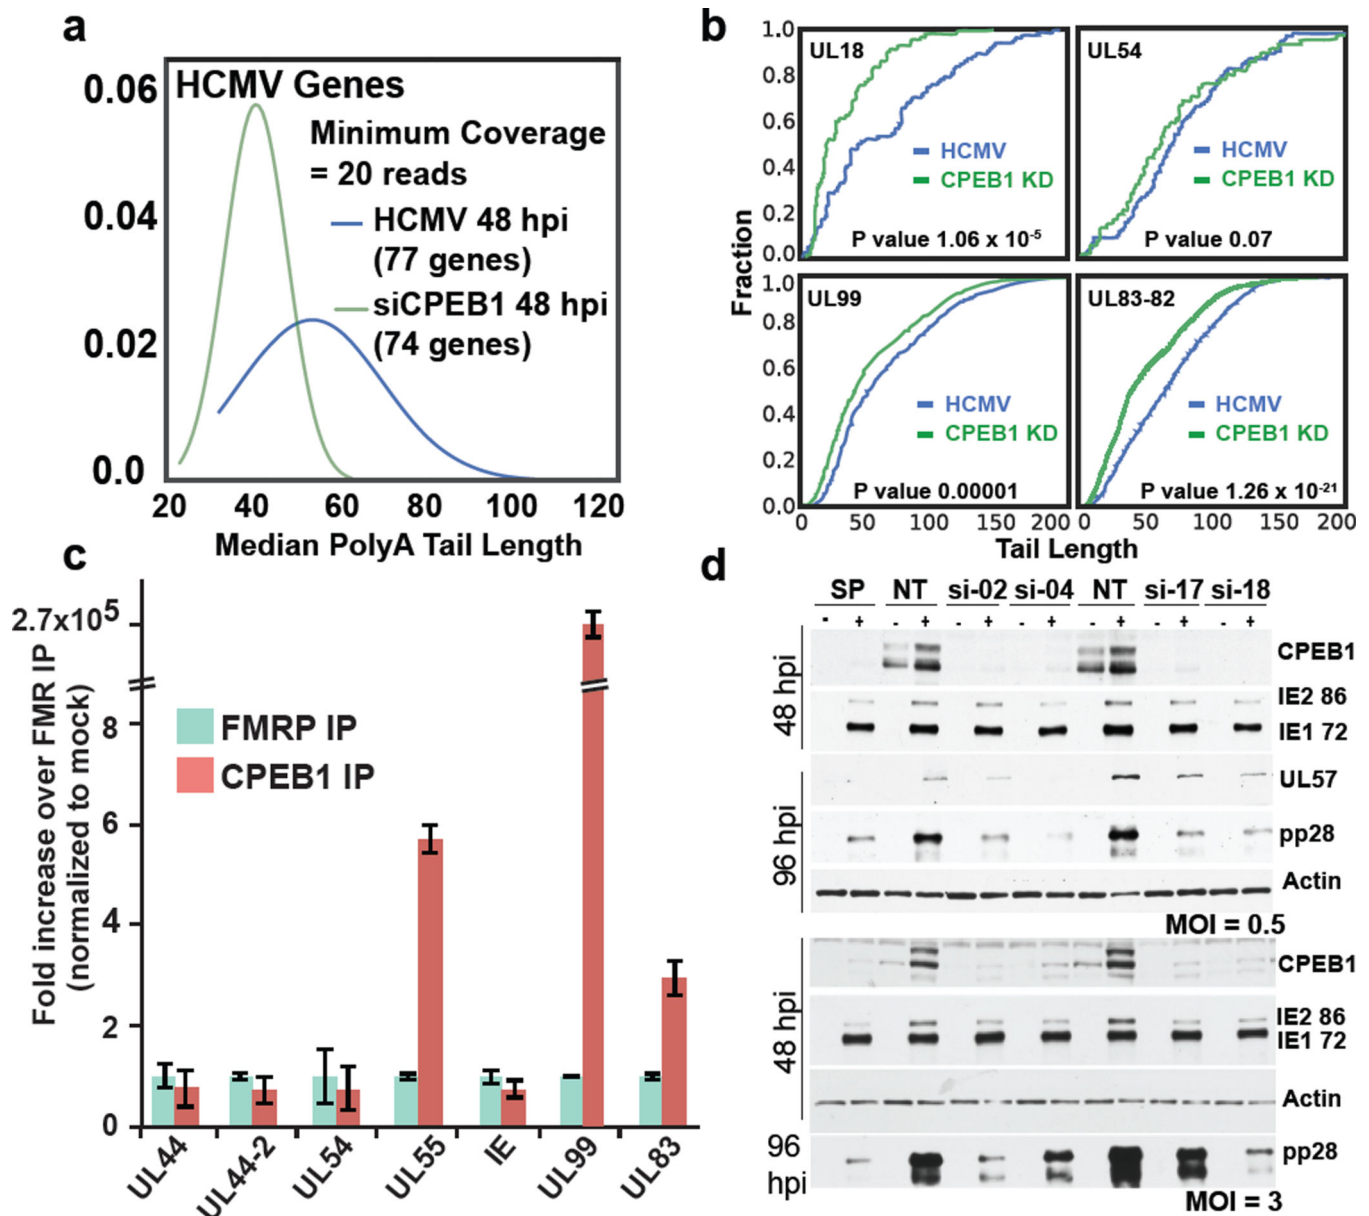 a
HCMV Genes
Minimum Coverage
= 20 reads
HCMV 48 hpi
(77 genes)
siCPEB1 48 hpi
(74 genes)
0.06
0.04
0.02
0.0
20 40 60 80 100 120
Median PolyA Tail Length
b
Fraction
1.0
0.8
0.6
0.4
0.2
0.0
UL18
HCMV
CPEB1 KD
P value 1.06 x 10⁻⁵
UL54
HCMV
CPEB1 KD
P value 0.07
1.0
0.8
0.6
0.4
0.2
0.0
UL99
HCMV
CPEB1 KD
P value 0.00001
UL83-82
HCMV
CPEB1 KD
P value 1.26 x 10⁻²¹
0 50 100 150 200 0 50 100 150 200
Tail Length
c
Fold increase over FMR IP
(normalized to mock)
2.7x10⁵
8
6
4
2
0
FMRP IP
CPEB1 IP
UL44 UL44-2 UL54 UL55 IE UL99 UL83
d
SP NT si-02 si-04 NT si-17 si-18
- + - + - + - + - + - + - +
48 hpi
CPEB1
IE2 86
IE1 72
96 hpi
UL57
pp28
Actin
MOI = 0.5
48 hpi
CPEB1
IE2 86
IE1 72
Actin
96
hpi
pp28
MOI = 3